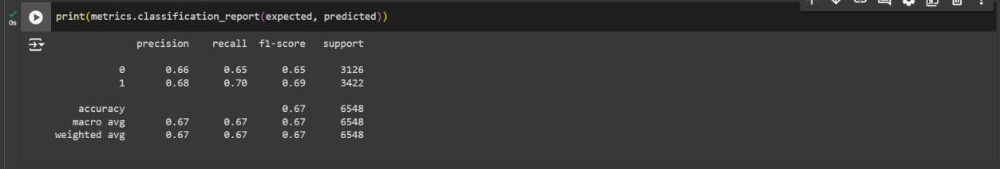 print(metrics.classification_report(expected, predicted))
0s
precision recall f1-score support
0 0.66 0.65 0.65 3126
1 0.68 0.70 0.69 3422
accuracy 0.67 6548
macro avg 0.67 0.67 0.67 6548
weighted avg 0.67 0.67 0.67 6548